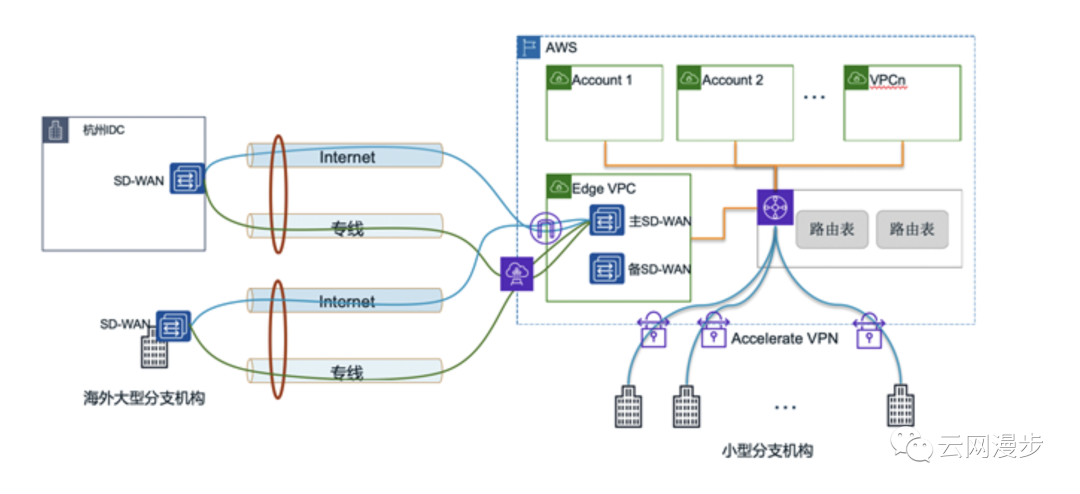 AWS
Account 1
Account 2
...
VPCn
杭州IDC
SD-WAN
Internet
专线
Edge VPC
主SD-WAN
备SD-WAN
路由表
路由表
SD-WAN
Internet
专线
海外大型分支机构
Accelerate VPN
...
小型分支机构
云网漫步